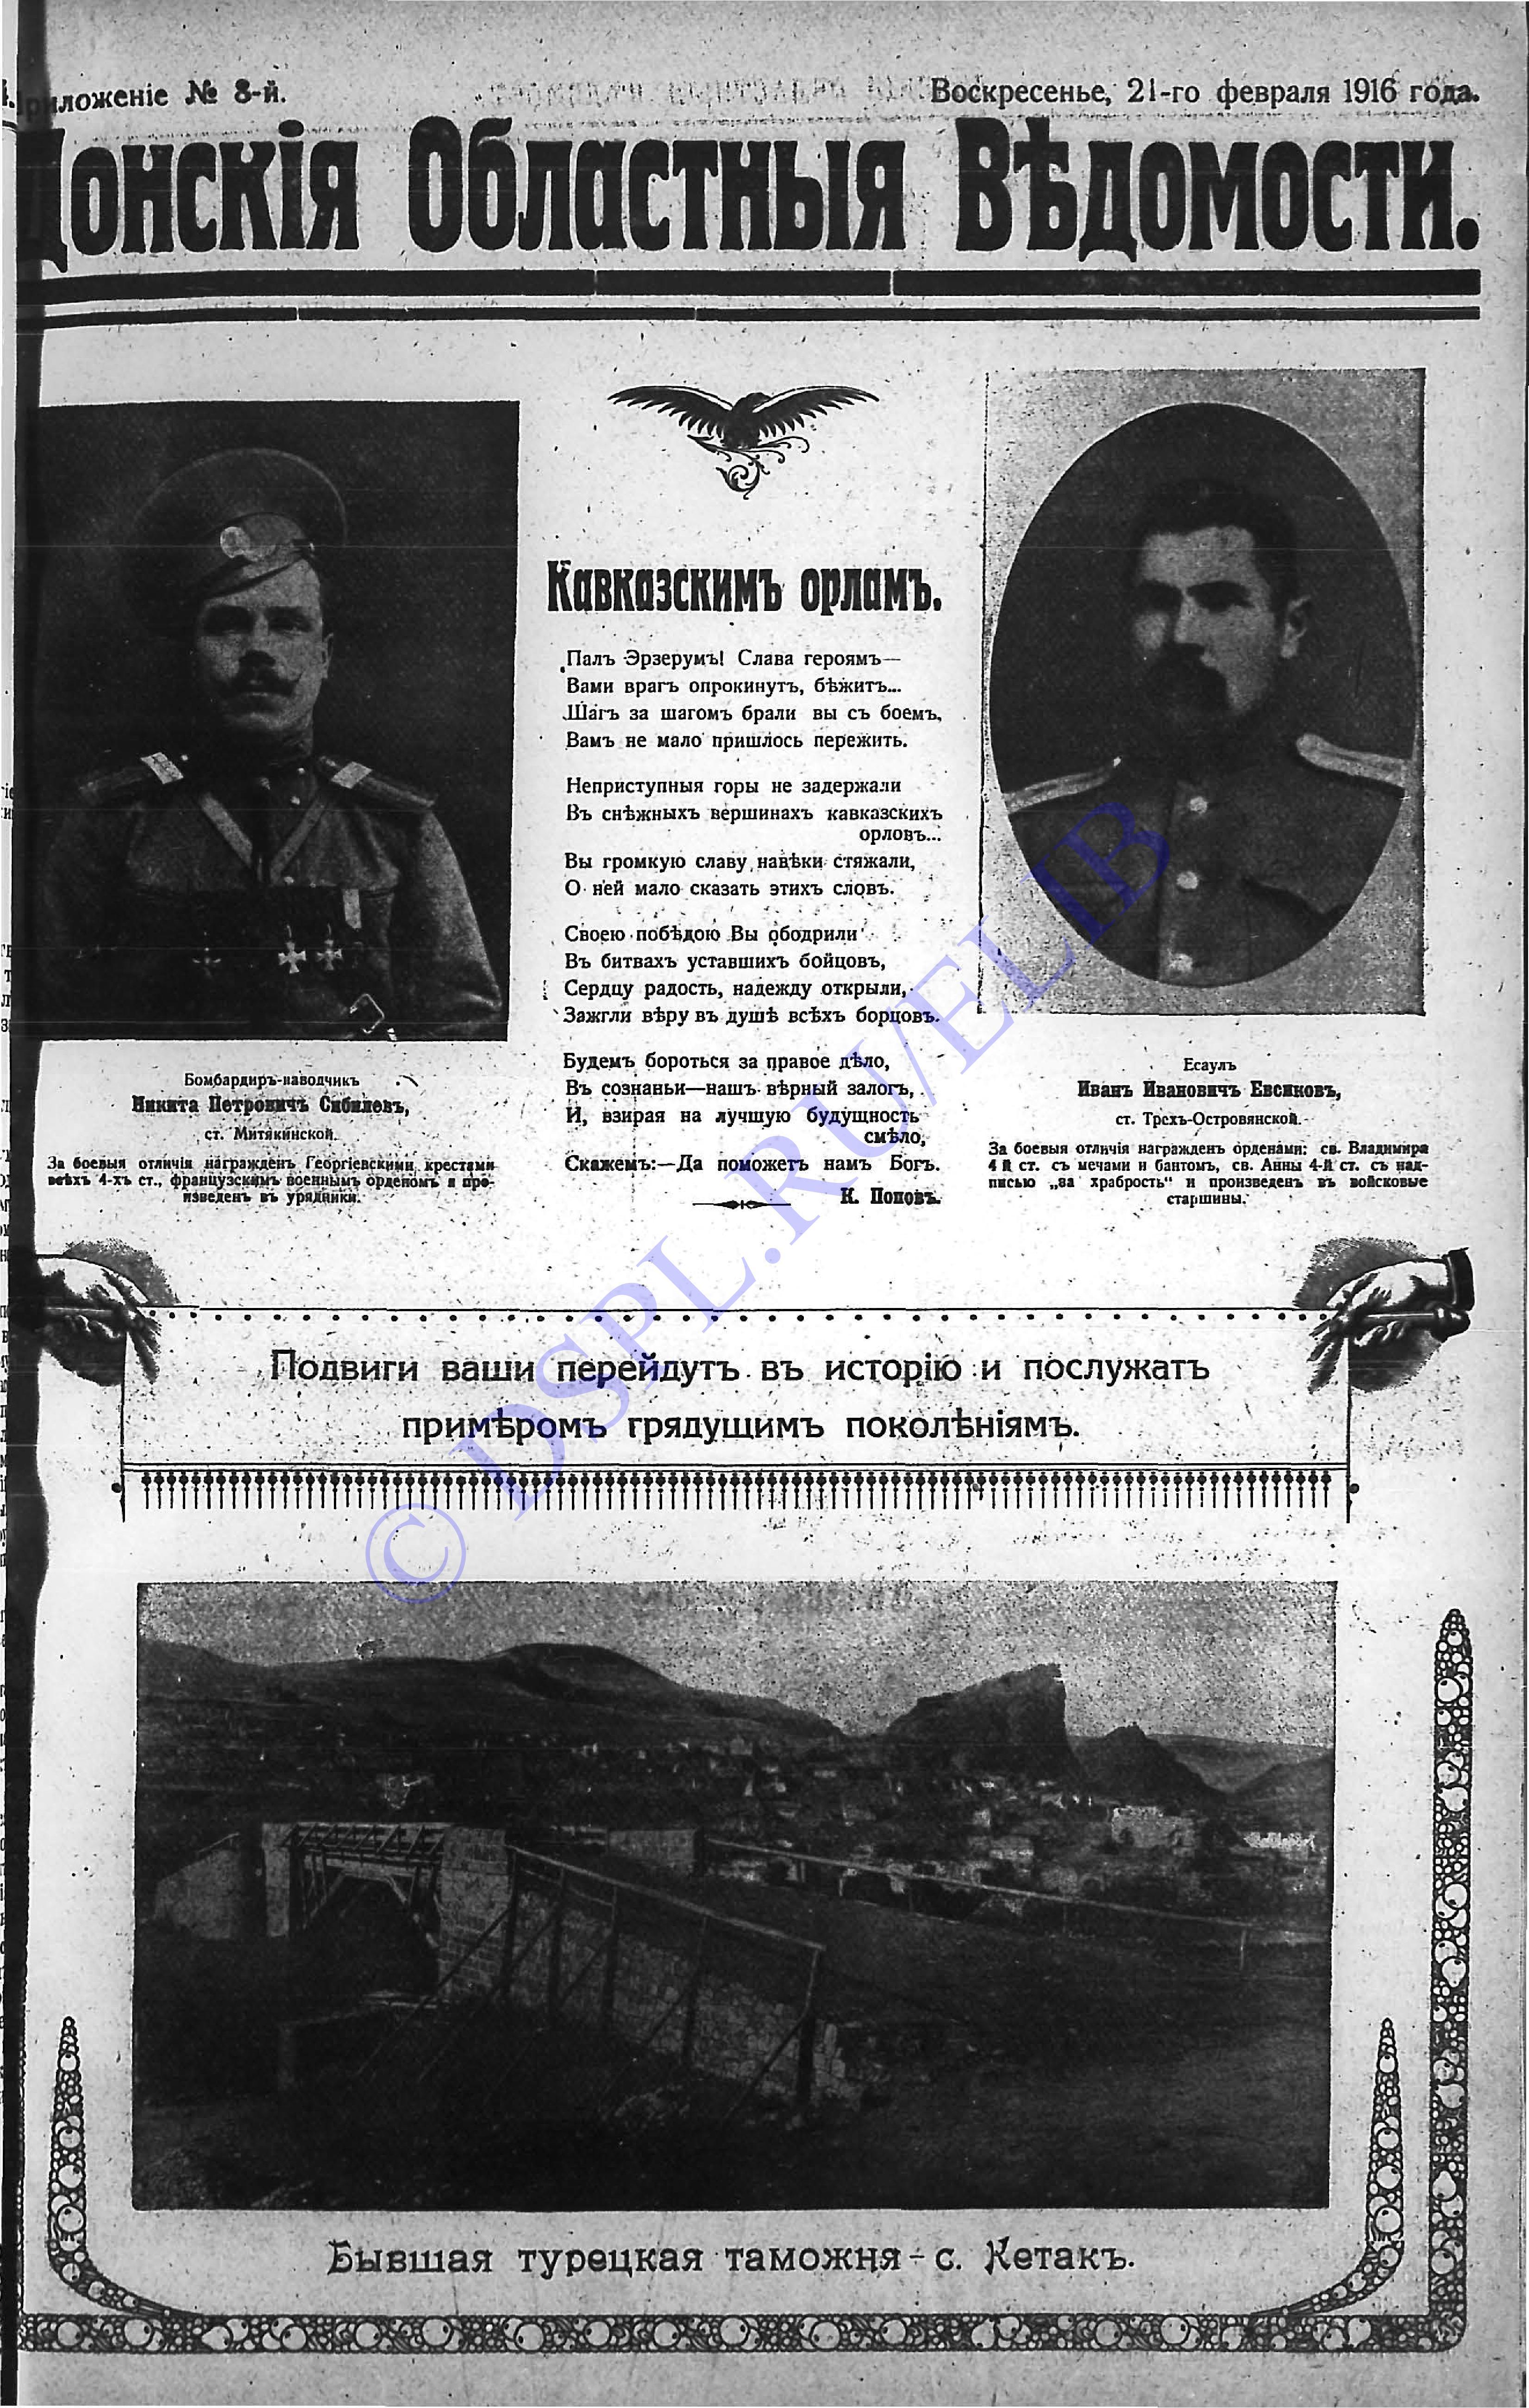 риложеніе № 8-й.
Воскресенье, 21-го февраля 1916 года.
Донскія Областныя Вѣдомости.
Кавказскимъ орламъ.
Палъ Эрзерумъ! Слава героямъ—
Вами врагъ опрокинутъ, бѣжитъ...
Шагъ за шагомъ брали вы съ боемъ,
Вамъ не мало пришлось пережить.
Неприступныя горы не задержали
Въ снѣжныхъ вершинахъ кавказскихъ
орловъ...
Вы громкую славу навѣки стяжали,
О ней мало сказать этихъ словъ.
Своею побѣдою Вы ободрили
Въ битвахъ уставшихъ бойцовъ,
Сердцу радость, надежду открыли,
Зажгли вѣру въ душѣ всѣхъ борцовъ.
Будемъ бороться за правое дѣло,
Въ сознаньи—нашъ вѣрный залогъ,
И, взирая на лучшую будущность
смѣло,
Скажемъ:—Да поможетъ намъ Богъ.
К. Поповъ.
Бомбардиръ-наводчикъ
Никита Петровичъ Сибилевъ,
ст. Митякинской.
За боевыя отличія награжденъ Георгіевскими крестами
всѣхъ 4-хъ ст., французскимъ военнымъ орденомъ и про-
изведенъ въ урядники.
Есаулъ
Иванъ Ивановичъ Евсиковъ,
ст. Трехъ-Островянской.
За боевыя отличія награжденъ орденами: св. Владимира
4 й ст. съ мечами и бантомъ, св. Анны 4-й ст. съ над-
писью „за храбрость“ и произведенъ въ войсковые
старшины.
Подвиги ваши перейдутъ въ исторію и послужатъ
примѣромъ грядущимъ поколѣніямъ.
Бывшая турецкая таможня - с. Кетакъ.
© DSPL.RU/ELIB